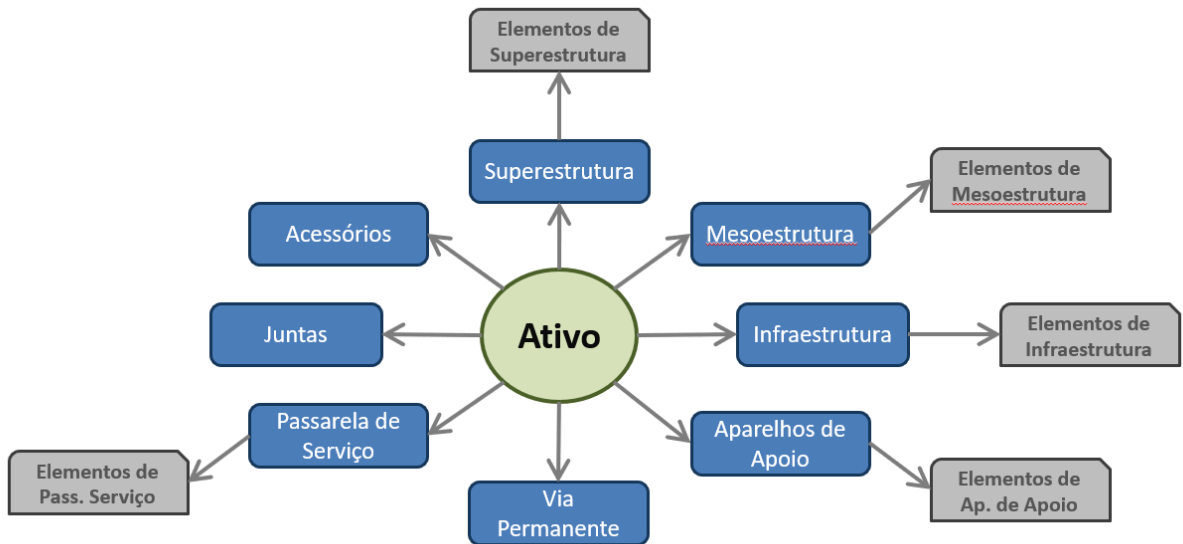 Elementos de
Superestrutura
Superestrutura
Elementos de
Mesoestrutura
Acessórios
Mesoestrutura
Juntas
Ativo
Infraestrutura
Elementos de
Infraestrutura
Passarela de
Serviço
Aparelhos de
Apoio
Elementos de
Pass. Serviço
Via
Permanente
Elementos de
Ap. de Apoio